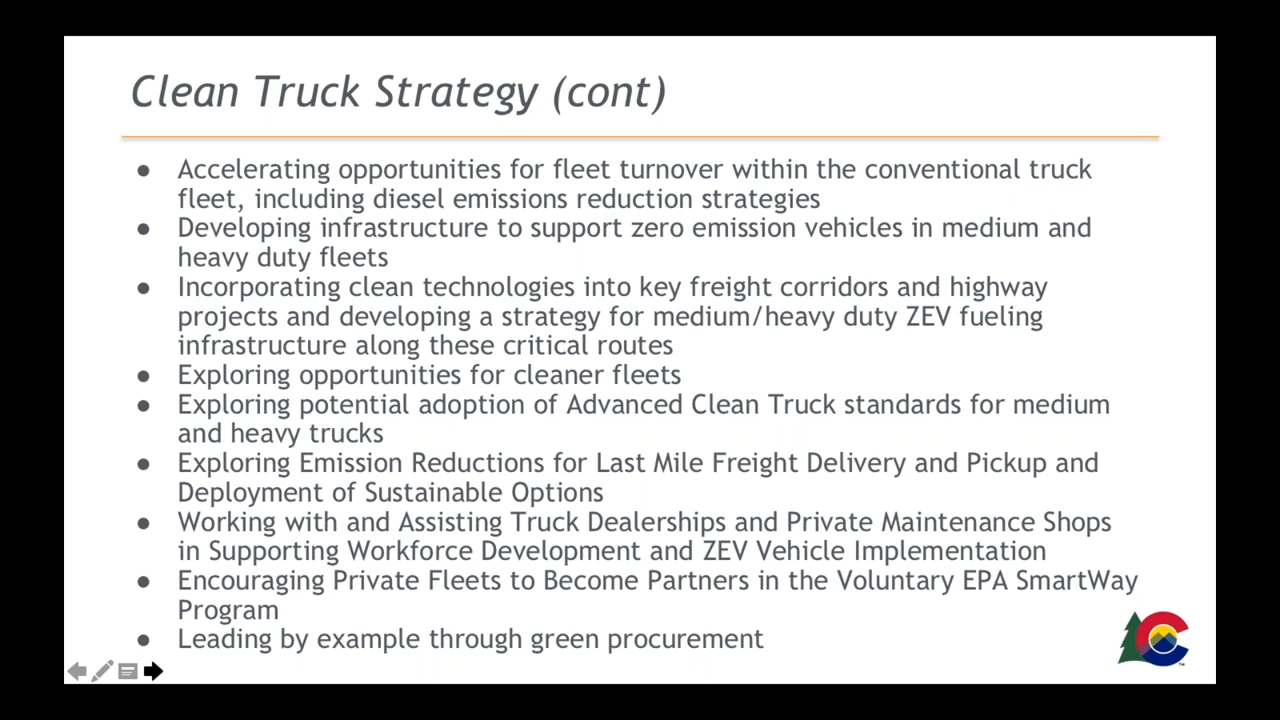 Clean Truck Strategy (cont)
● Accelerating opportunities for fleet turnover within the conventional truck
fleet, including diesel emissions reduction strategies
● Developing infrastructure to support zero emission vehicles in medium and
heavy duty fleets
● Incorporating clean technologies into key freight corridors and highway
projects and developing a strategy for medium/heavy duty ZEV fueling
infrastructure along these critical routes
● Exploring opportunities for cleaner fleets
● Exploring potential adoption of Advanced Clean Truck standards for medium
and heavy trucks
● Exploring Emission Reductions for Last Mile Freight Delivery and Pickup and
Deployment of Sustainable Options
● Working with and Assisting Truck Dealerships and Private Maintenance Shops
in Supporting Workforce Development and ZEV Vehicle Implementation
● Encouraging Private Fleets to Become Partners in the Voluntary EPA SmartWay
Program
● Leading by example through green procurement